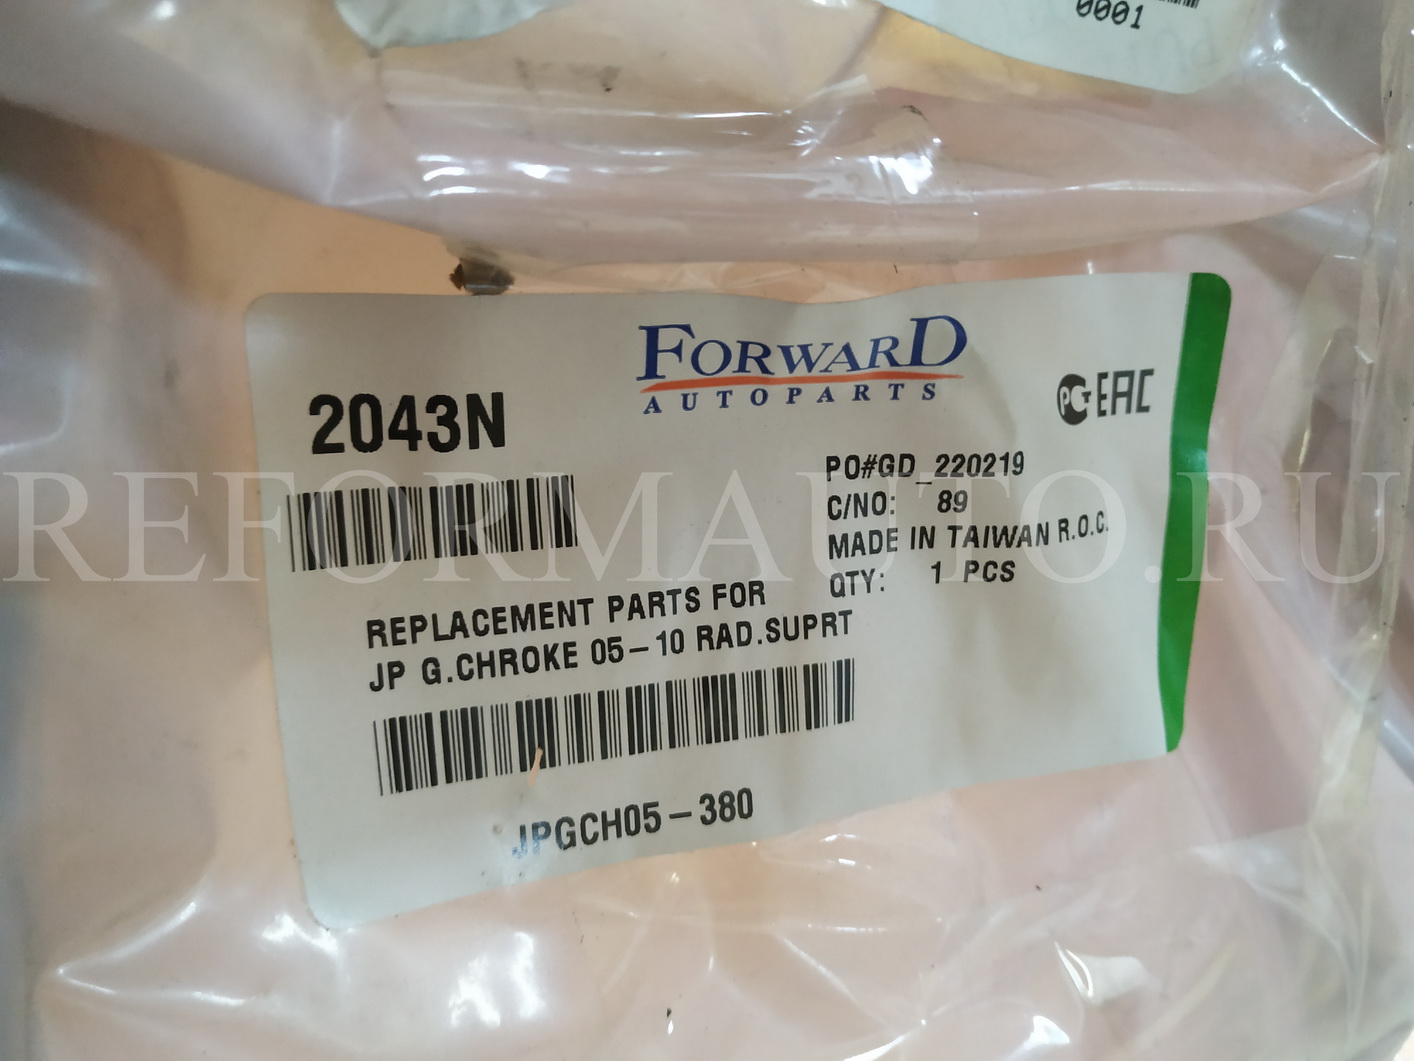 0001
FORWARD
AUTOPARTS
2043N
РСТ EAC
PO#GD_220219
C/NO: 89
MADE IN TAIWAN R.O.C.
QTY: 1 PCS
REPLACEMENT PARTS FOR
JP G.CHROKE 05-10 RAD.SUPRT
JPGCH05-380
REFORMAUTO.RU